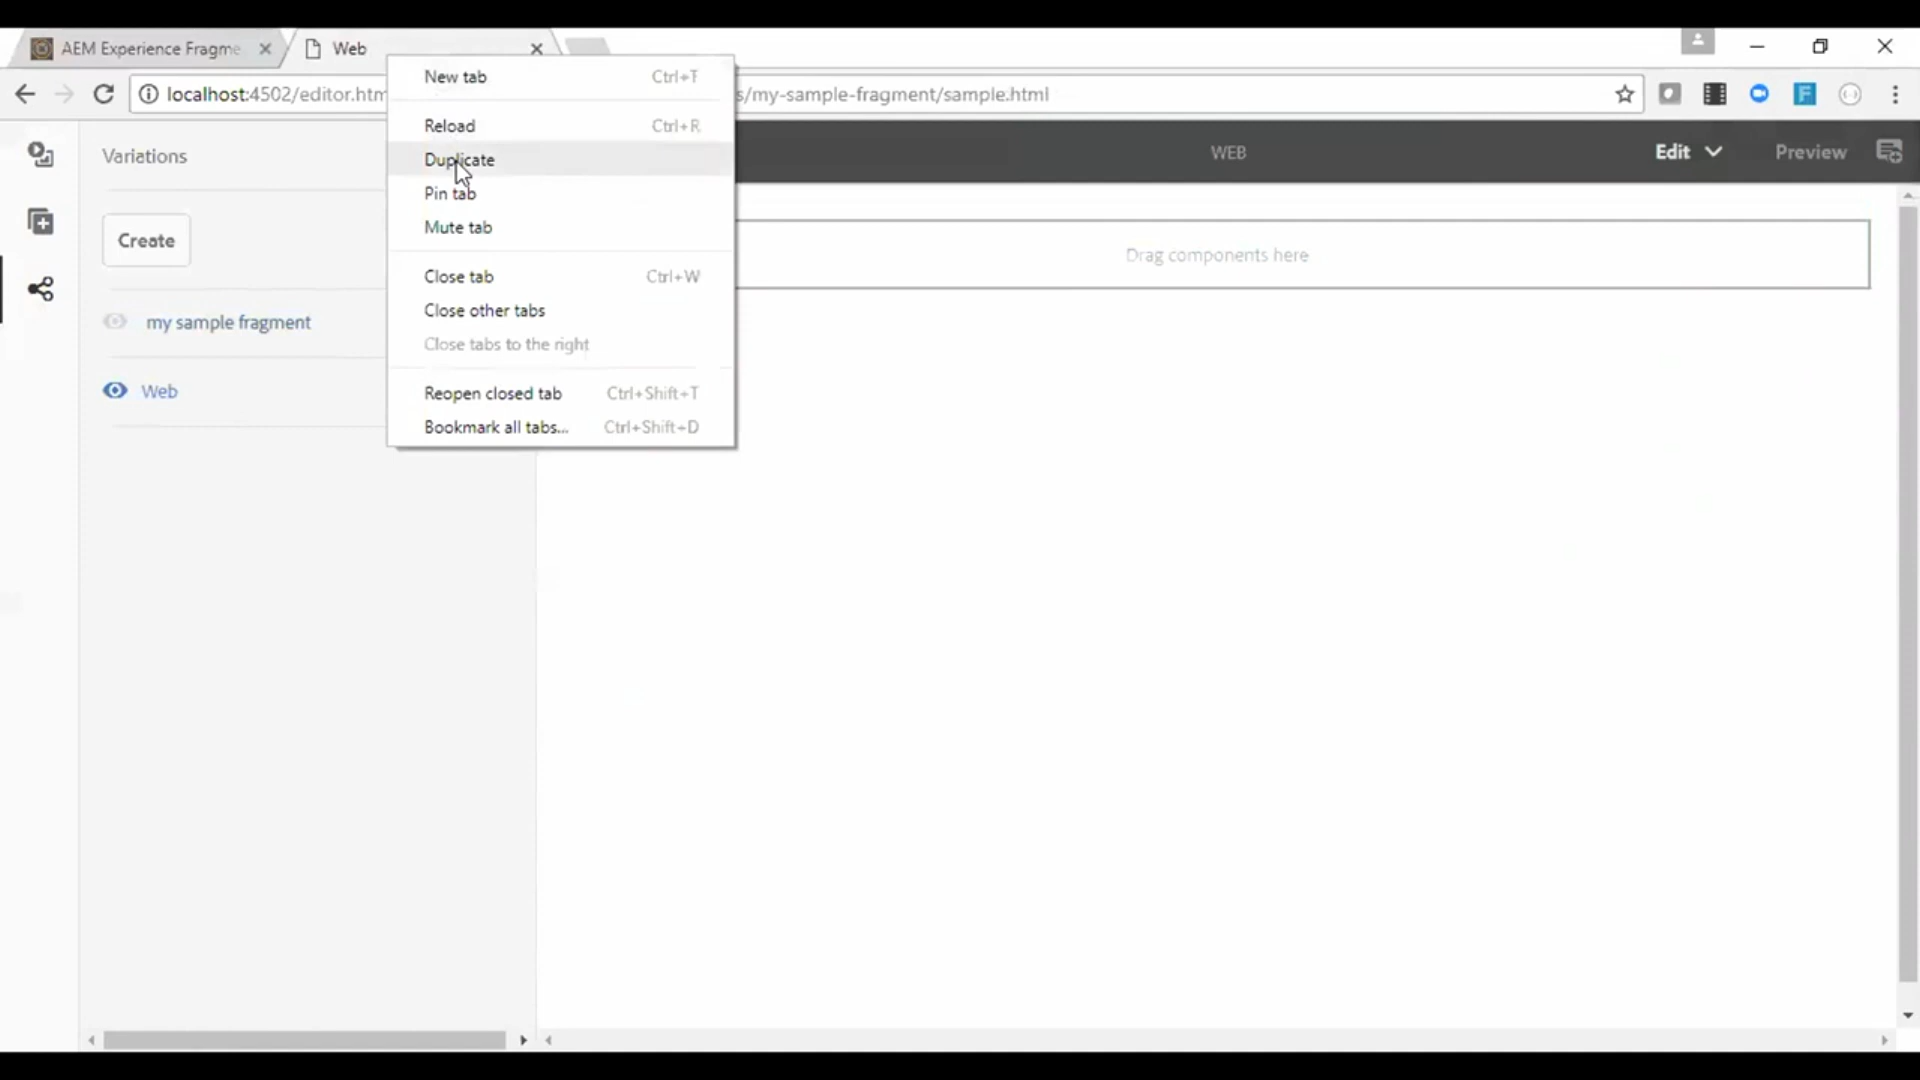 AEM Experience Fragme
Web
localhost:4502/editor.htm
s/my-sample-fragment/sample.html
New tab Ctrl+T
Reload Ctrl+R
Duplicate
Pin tab
Mute tab
Close tab Ctrl+W
Close other tabs
Close tabs to the right
Reopen closed tab Ctrl+Shift+T
Bookmark all tabs... Ctrl+Shift+D
Variations
Create
my sample fragment
Web
WEB
Edit
Preview
Drag components here
F